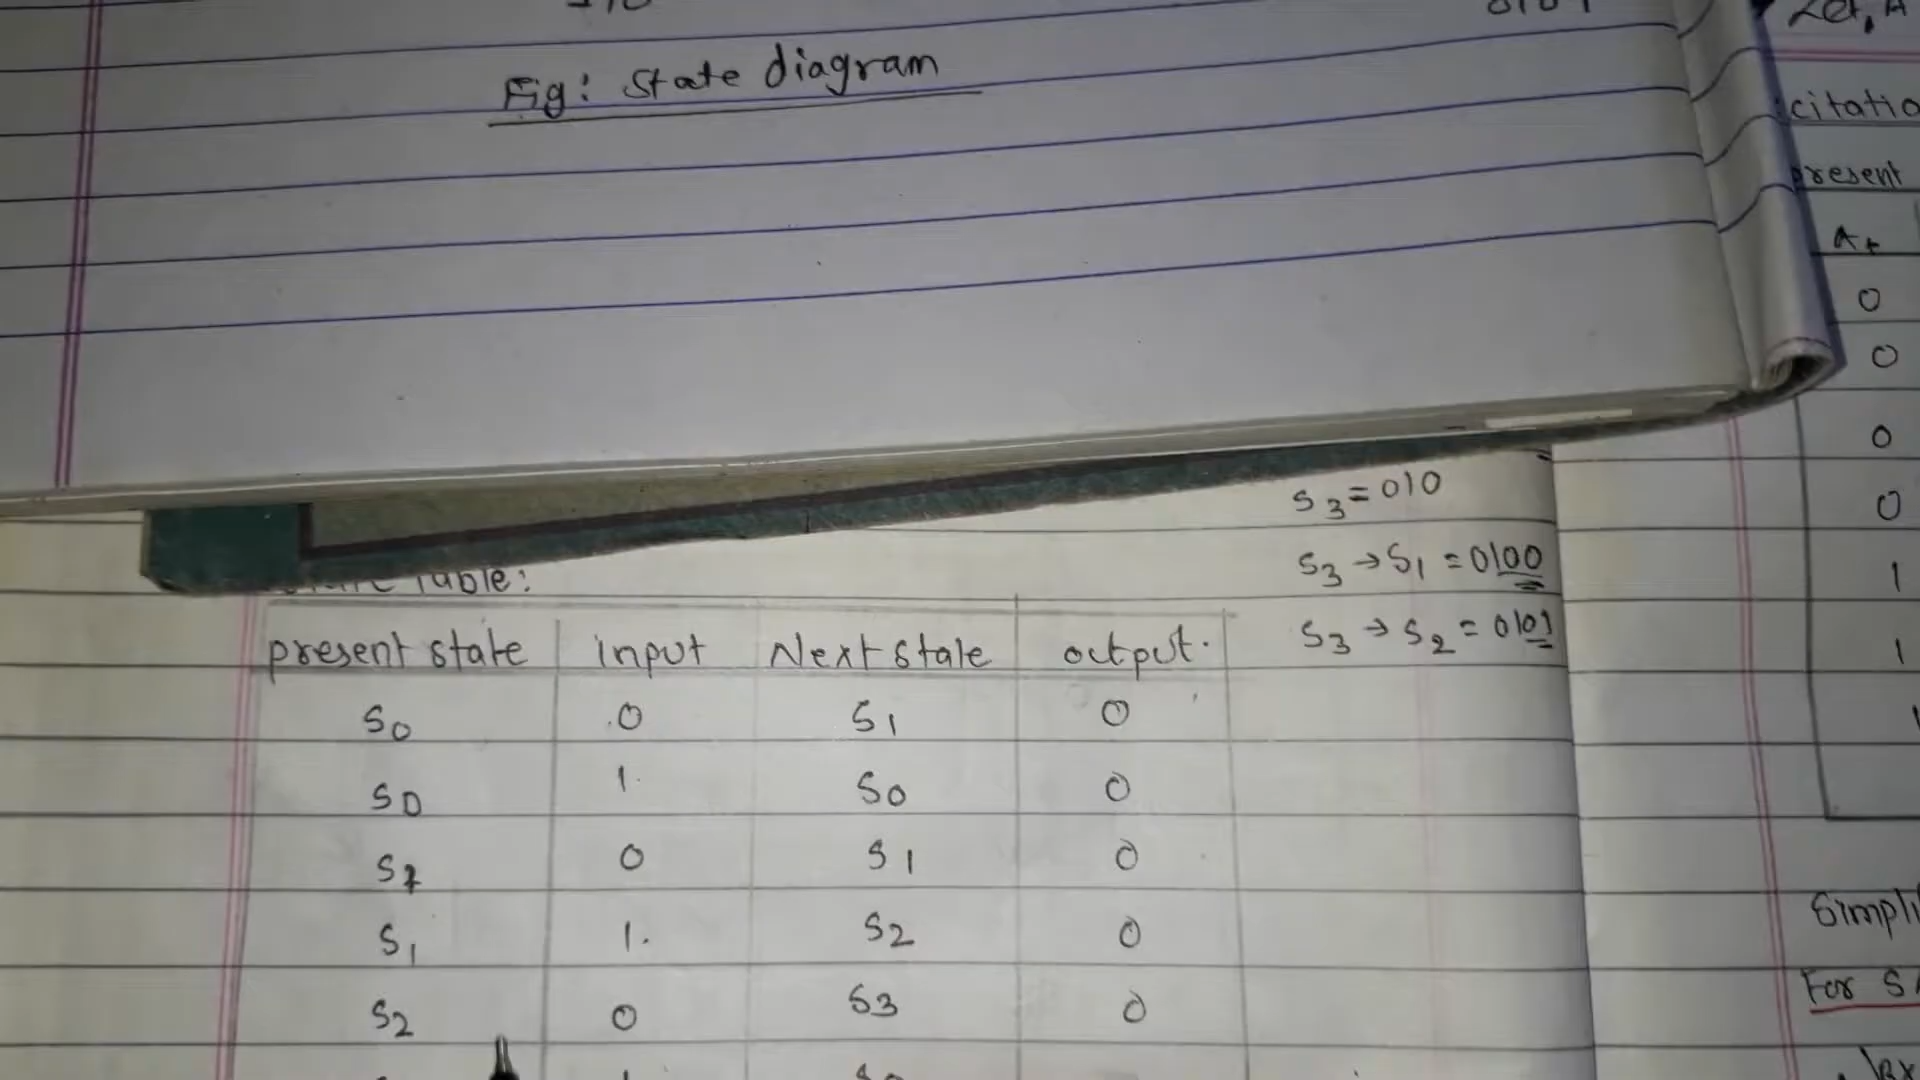 Fig: State diagram
S3 = 010
S3 → S1 = 0100
S3 → S2 = 0101
Table:
present state input Next state output.
S0 0 S1 0
S0 1 S0 0
S1 0 S1 0
S1 1 S2 0
S2 0 S3 0
citatio
present
A+
0
0
0
0
1
1
Simpli
For S